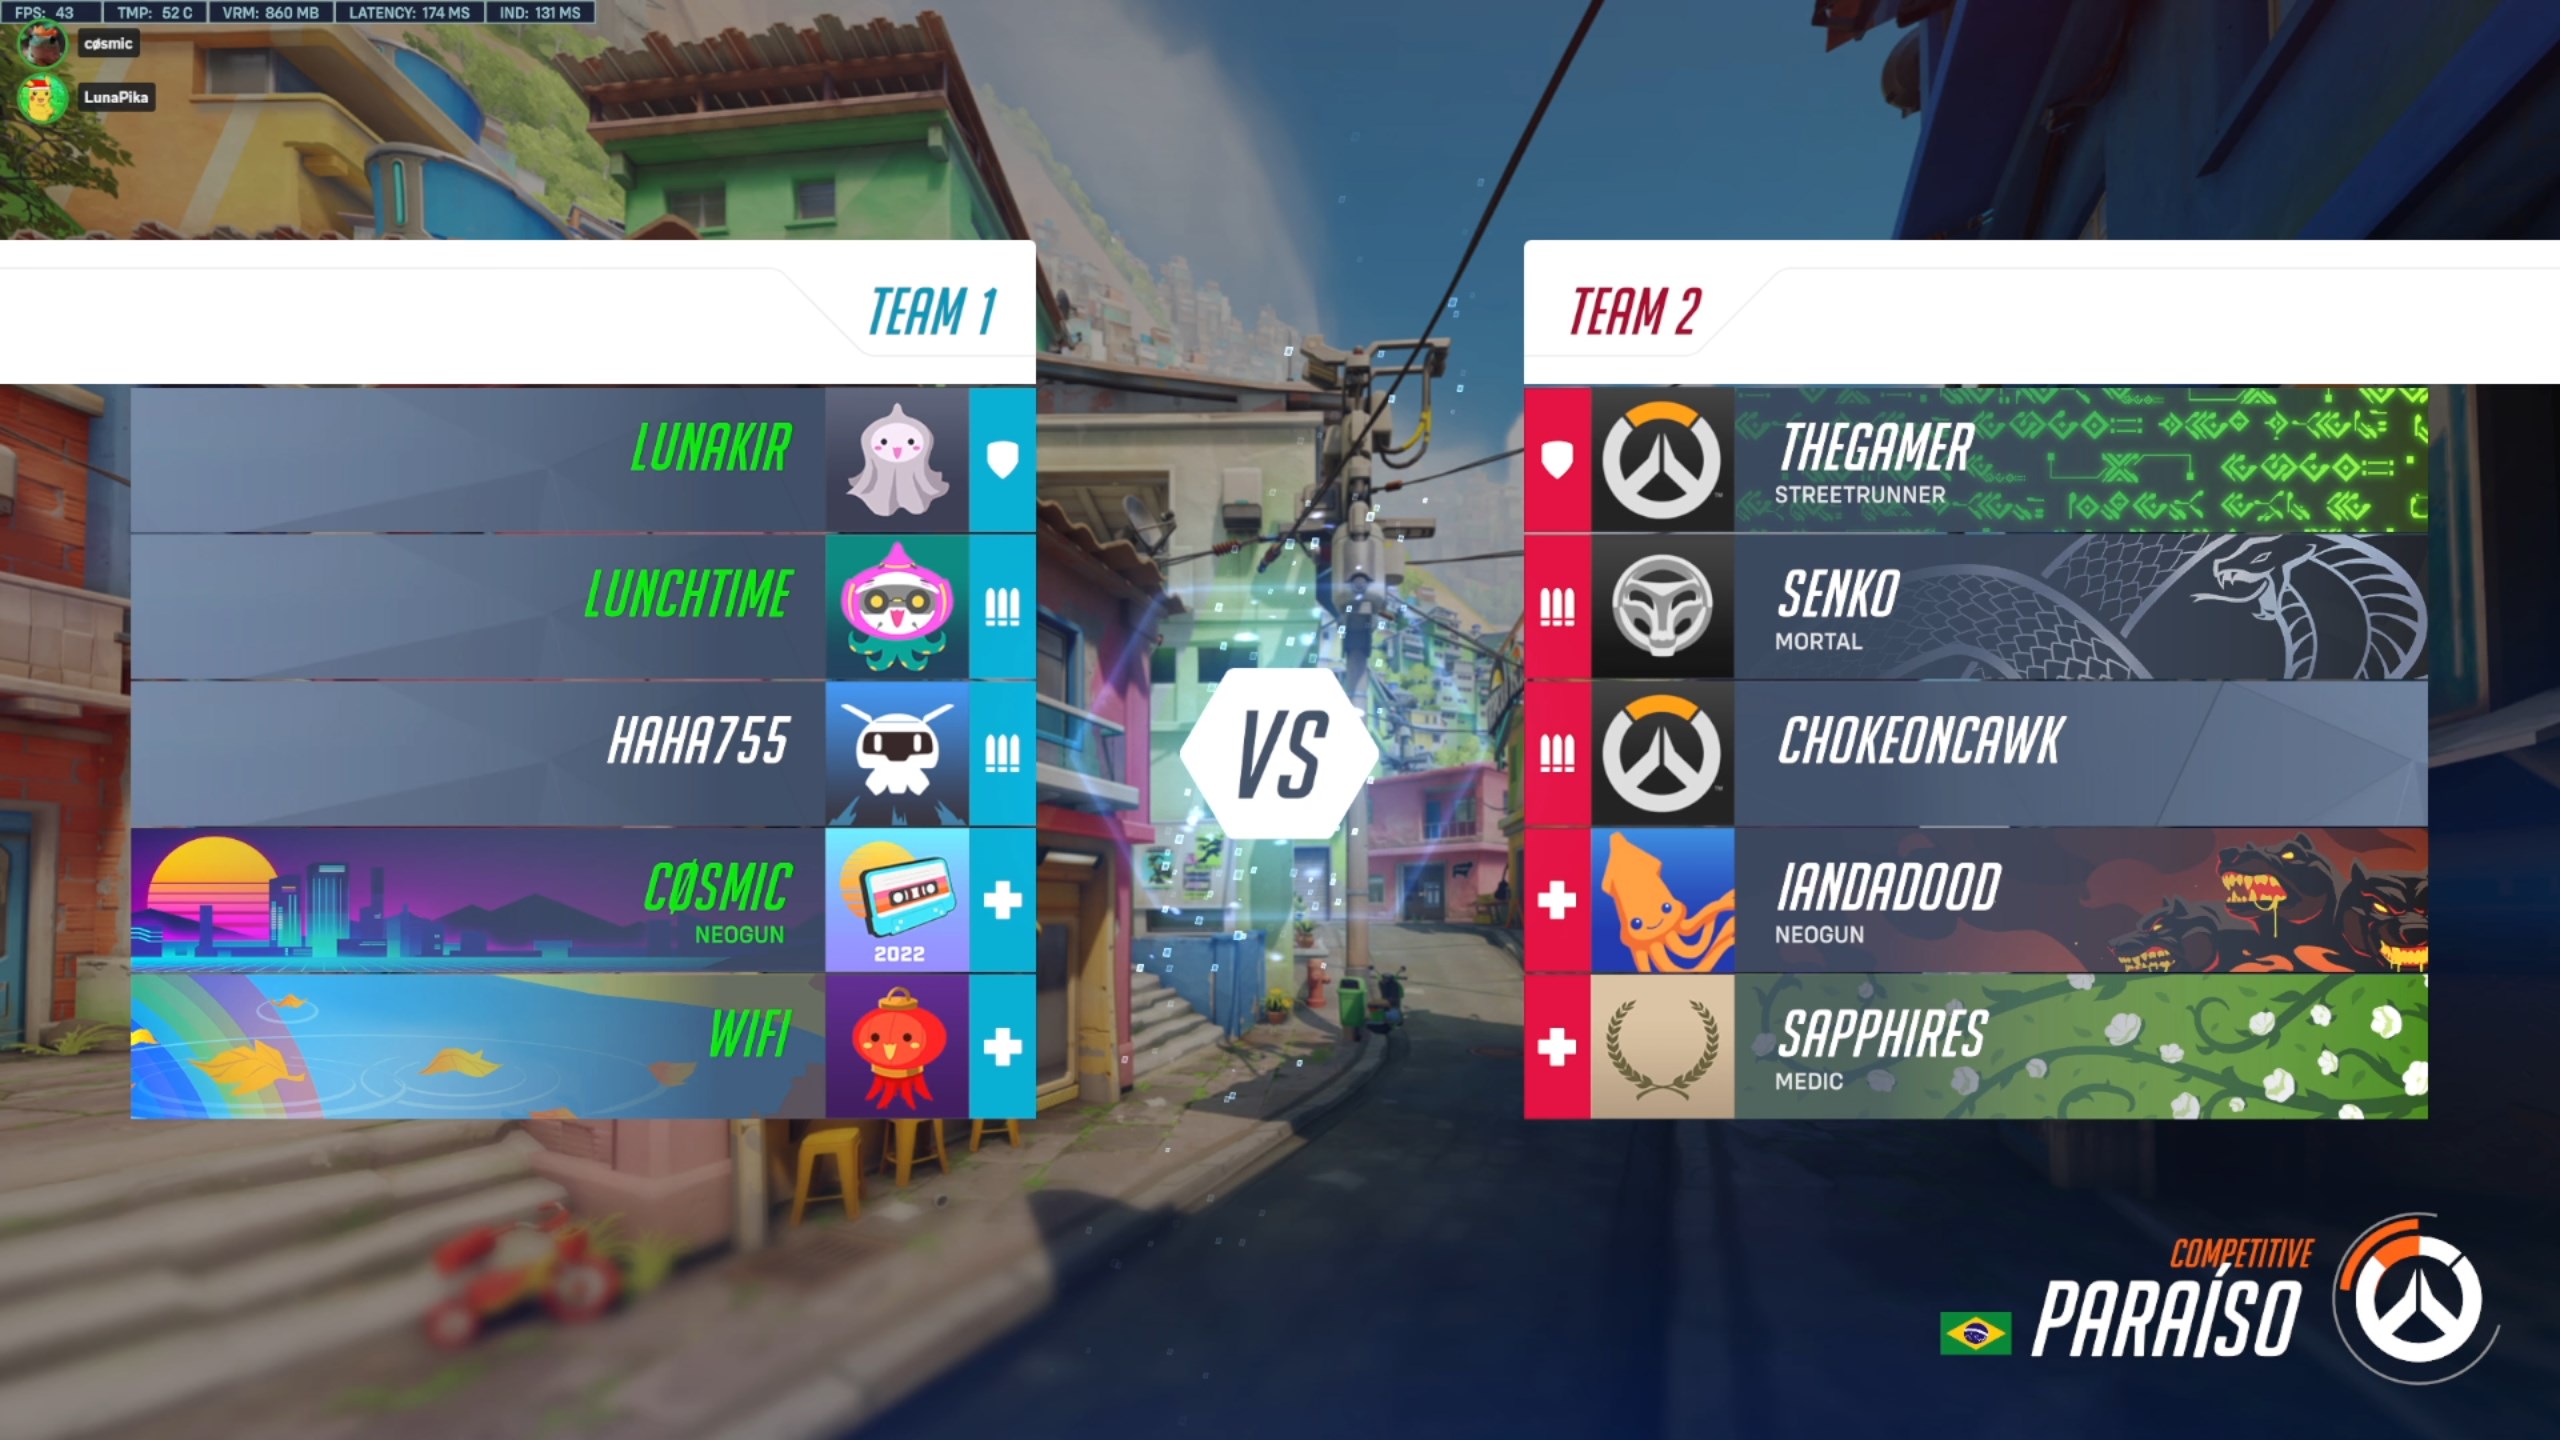 FPS: 43 TMP: 52 C VRM: 860 MB LATENCY: 174 MS IND: 131 MS
cøsmic
LunaPika
TEAM 1
LUNAKIR
LUNCHTIME
HAHA755
CØSMIC
NEOGUN
2022
WIFI
VS
TEAM 2
THEGAMER
STREETRUNNER
SENKO
MORTAL
CHOKEONCAWK
IANDADOOD
NEOGUN
SAPPHIRES
MEDIC
COMPETITIVE
PARAÍSO